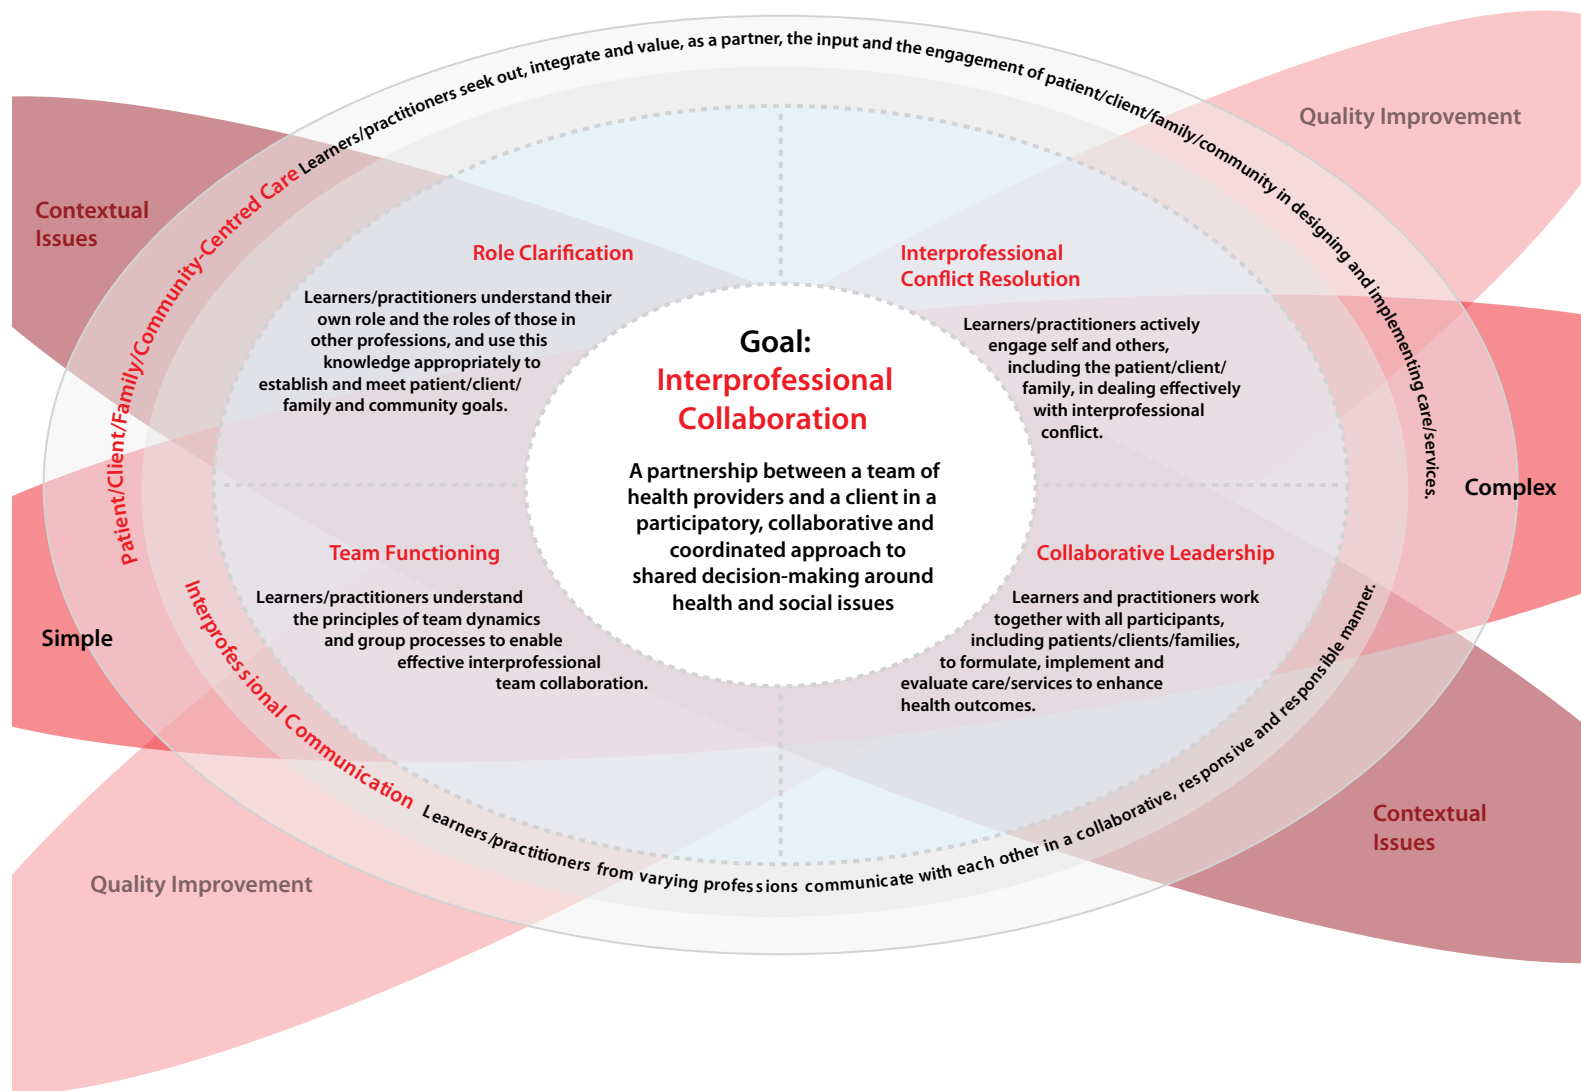 Patient/Client/Family/Community-Centred Care Learners/practitioners seek out, integrate and value, as a partner, the input and the engagement of patient/client/family/community in designing and implementing care/services.
Quality Improvement
Contextual
Issues
Role Clarification
Learners/practitioners understand their
own role and the roles of those in
other professions, and use this
knowledge appropriately to
establish and meet patient/client/
family and community goals.
Interprofessional
Conflict Resolution
Learners/practitioners actively
engage self and others,
including the patient/client/
family, in dealing effectively
with interprofessional
conflict.
Goal:
Interprofessional
Collaboration
A partnership between a team of
health providers and a client in a
participatory, collaborative and
coordinated approach to
shared decision-making around
health and social issues
Complex
Team Functioning
Learners/practitioners understand
the principles of team dynamics
and group processes to enable
effective interprofessional
team collaboration.
Collaborative Leadership
Learners and practitioners work
together with all participants,
including patients/clients/families,
to formulate, implement and
evaluate care/services to enhance
health outcomes.
Simple
Interprofessional Communication Learners/practitioners from varying professions communicate with each other in a collaborative, responsive and responsible manner.
Contextual
Issues
Quality Improvement